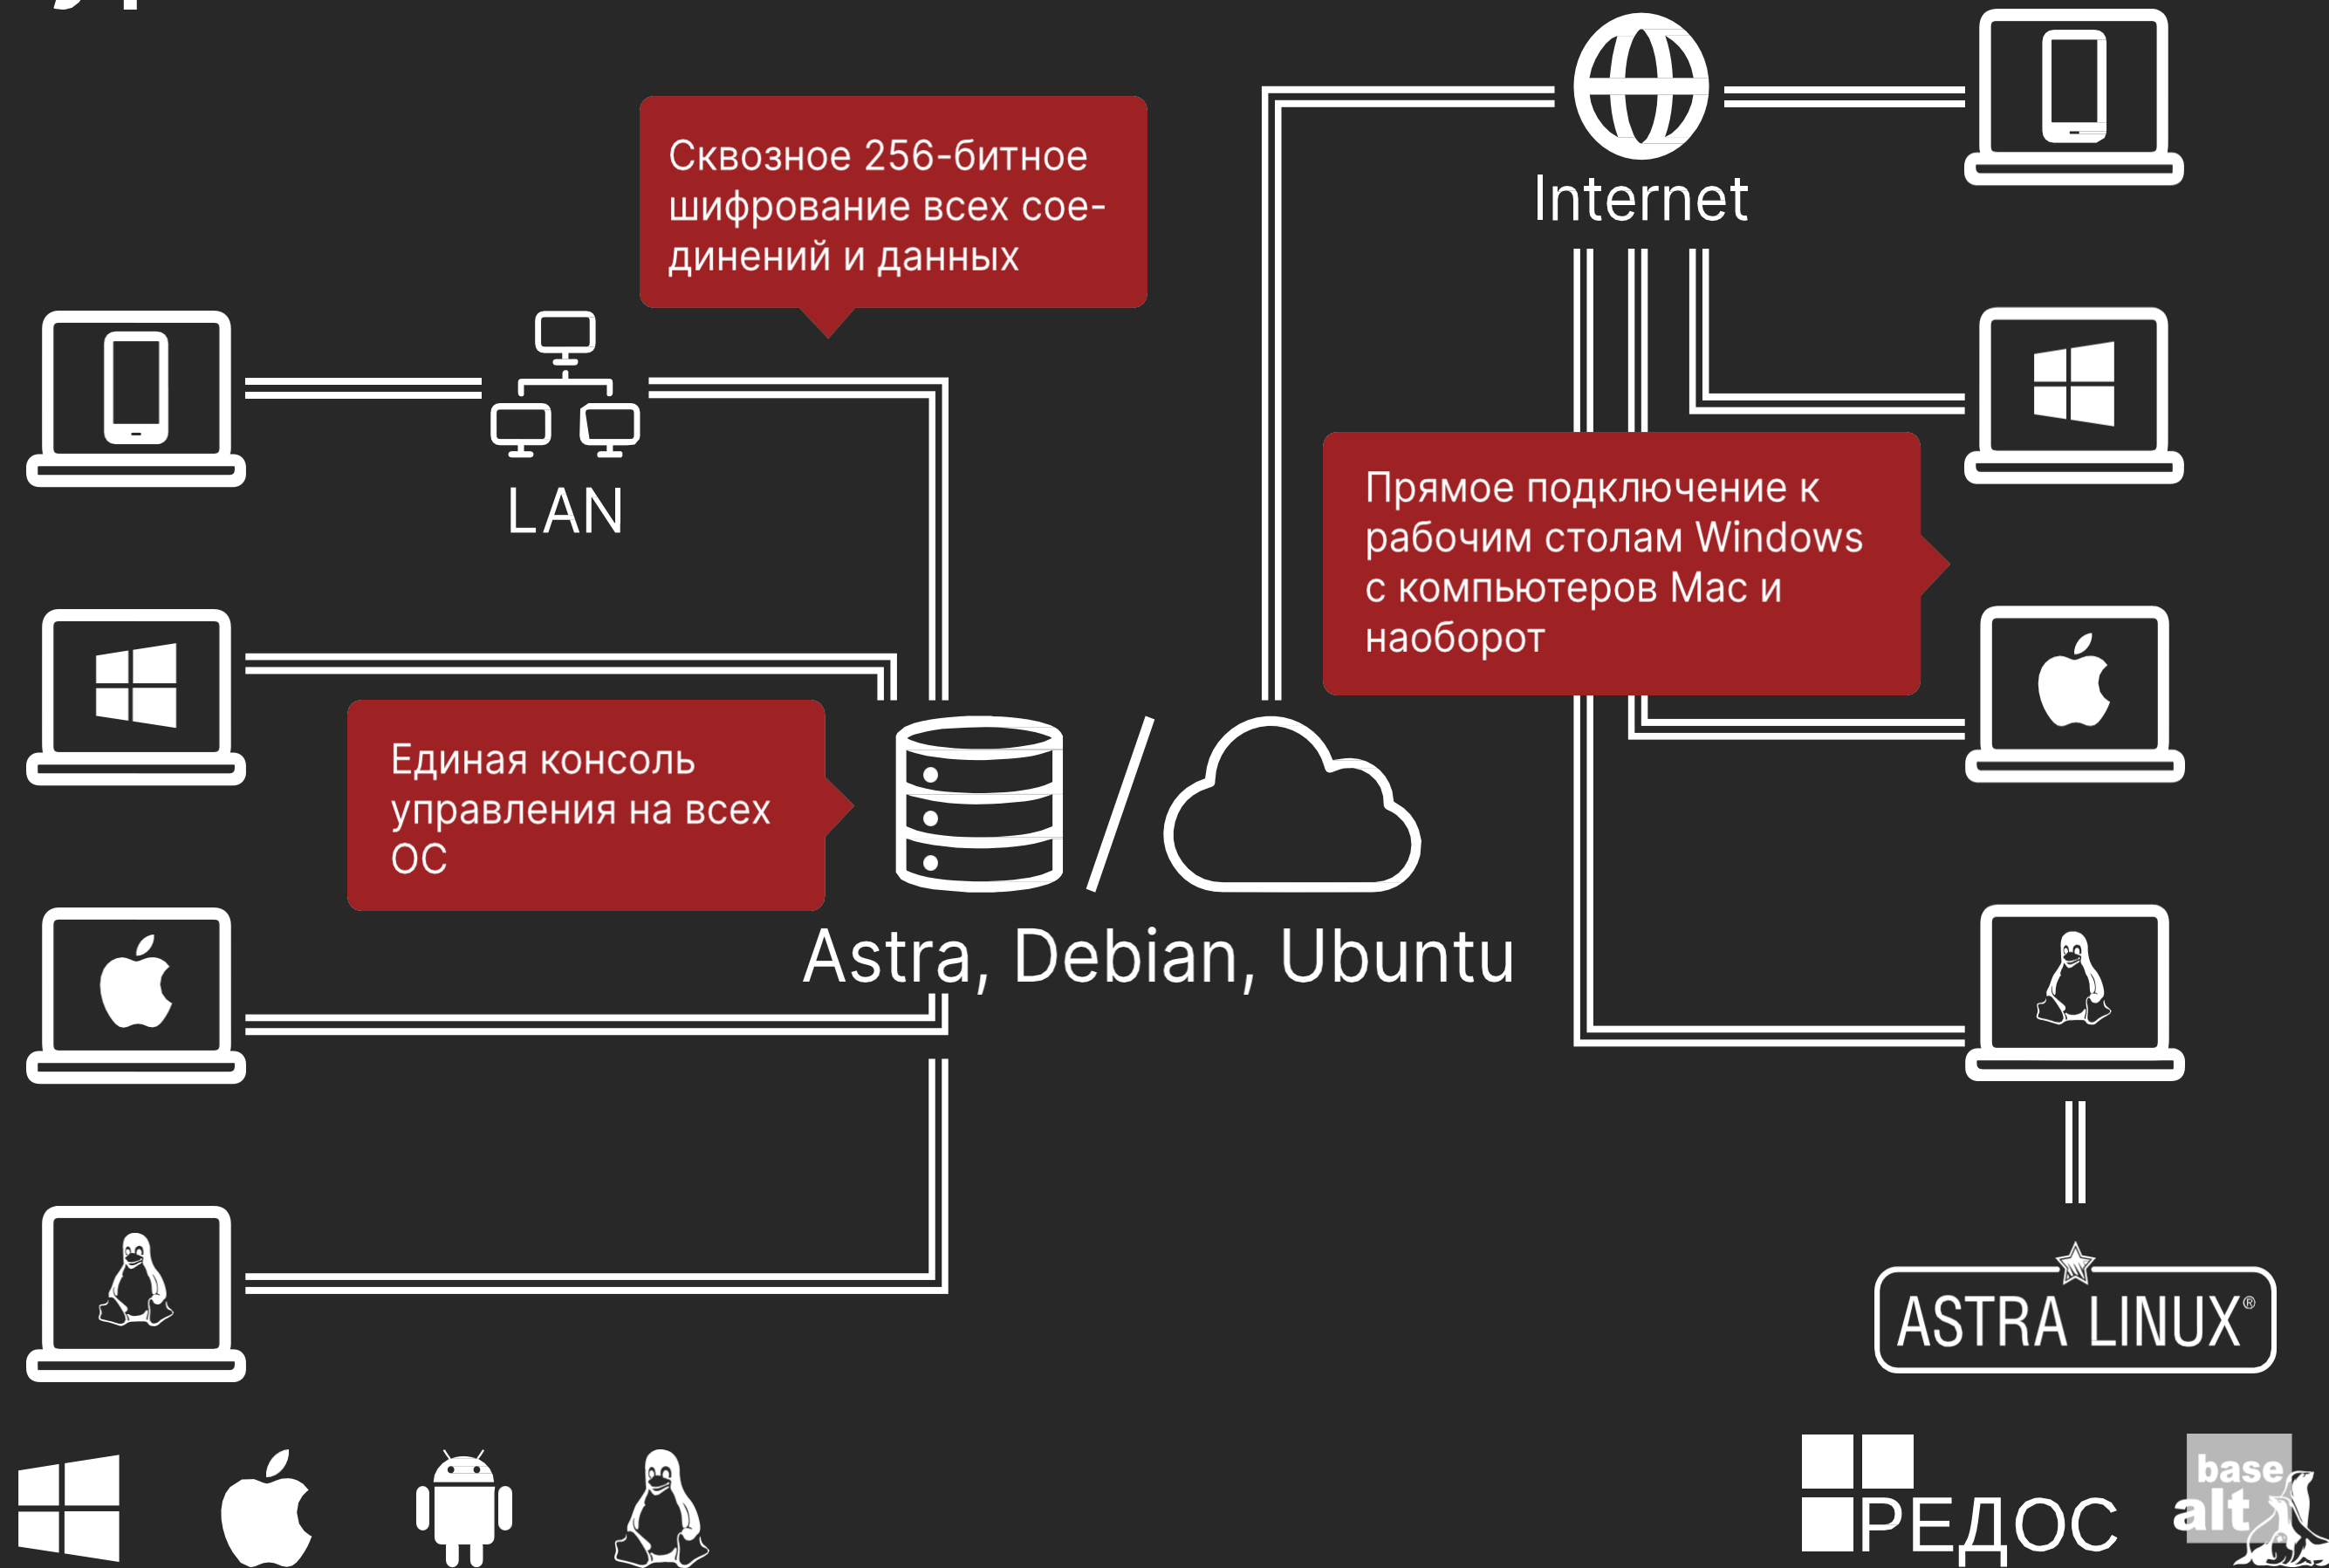 Сквозное 256-битное
шифрование всех сое-
динений и данных
Internet
LAN
Прямое подключение к
рабочим столам Windows
с компьютеров Mac и
наоборот
Единая консоль
управления на всех
ОС
Astra, Debian, Ubuntu
ASTRA LINUX®
РЕДОС
base
alt